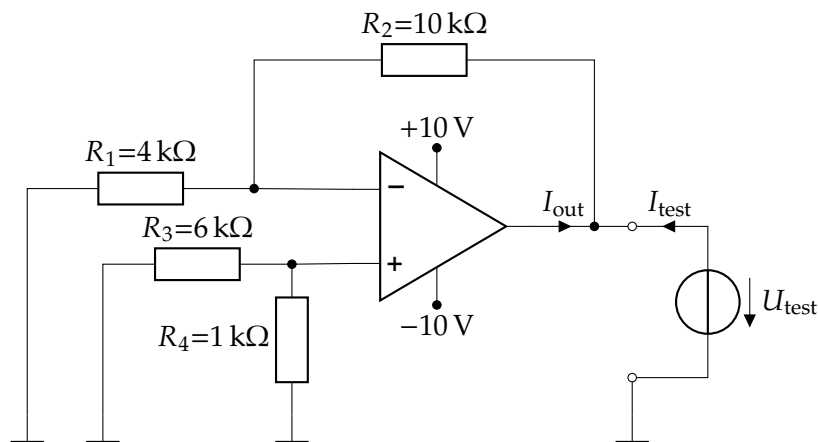 R2=10 kΩ
+10 V
R1=4 kΩ
−
Iout
Itest
R3=6 kΩ
+
Utest
R4=1 kΩ
−10 V